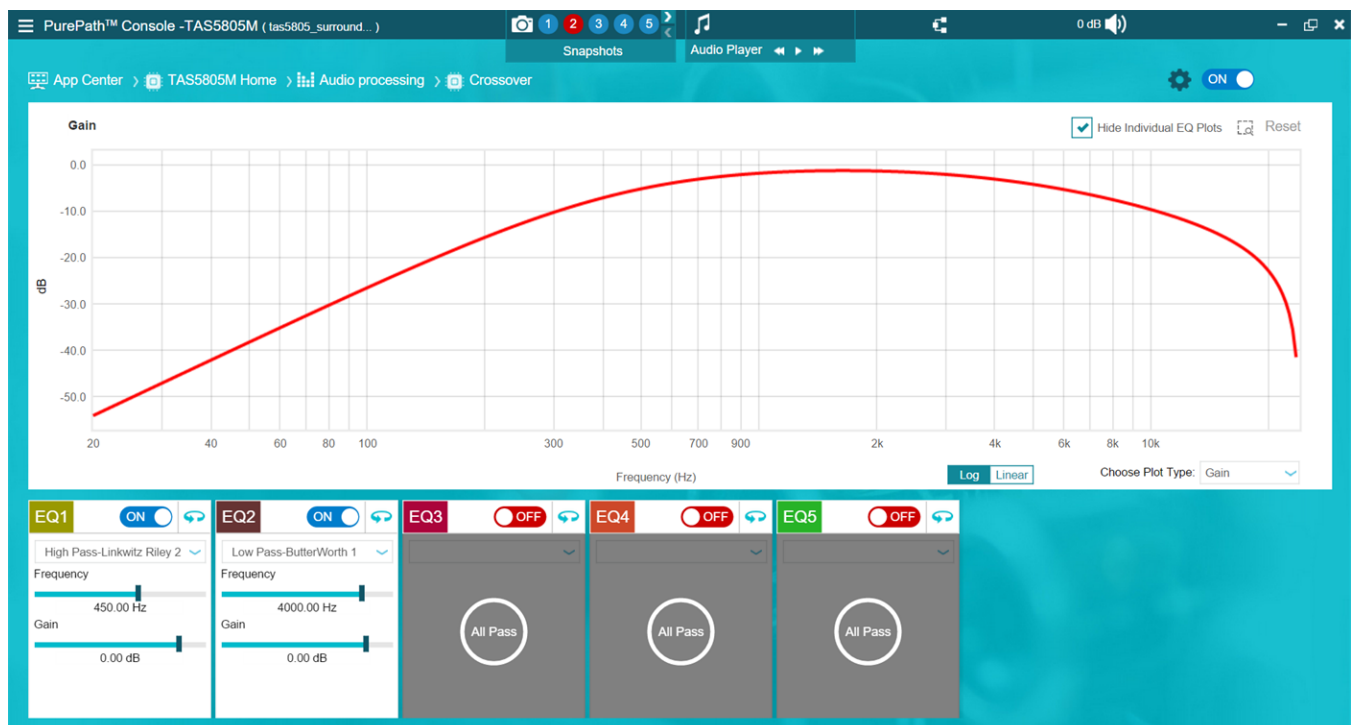 PurePath™ Console -TAS5805M ( tas5805_surround... )
1 2 3 4 5
0 dB
Snapshots
Audio Player
App Center
TAS5805M Home
Audio processing
Crossover
ON
Gain
Hide Individual EQ Plots
Reset
0.0
-10.0
-20.0
-30.0
-40.0
-50.0
dB
20 40 60 80 100 300 500 700 900 2k 4k 6k 8k 10k
Frequency (Hz)
Log Linear
Choose Plot Type: Gain
EQ1 ON
High Pass-Linkwitz Riley 2
Frequency
450.00 Hz
Gain
0.00 dB
EQ2 ON
Low Pass-ButterWorth 1
Frequency
4000.00 Hz
Gain
0.00 dB
EQ3 OFF
All Pass
EQ4 OFF
All Pass
EQ5 OFF
All Pass